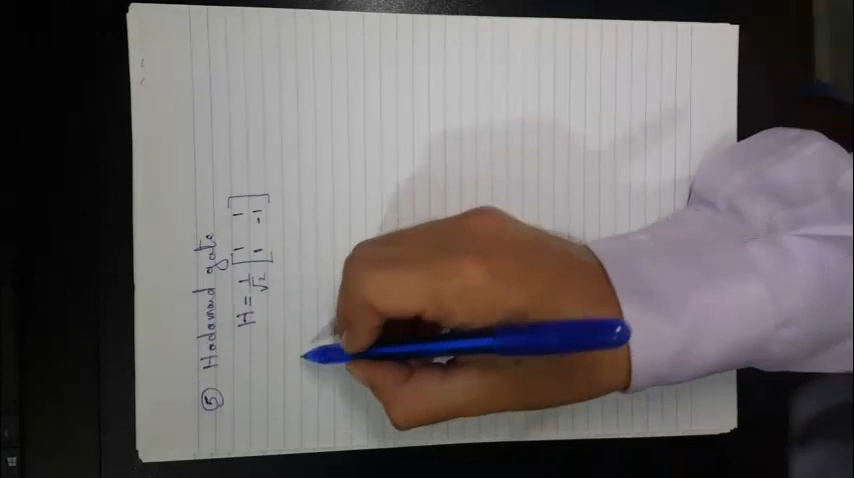 ⑤ Hadamard gate
H = 1/√2 [ 1 1
1 -1 ]